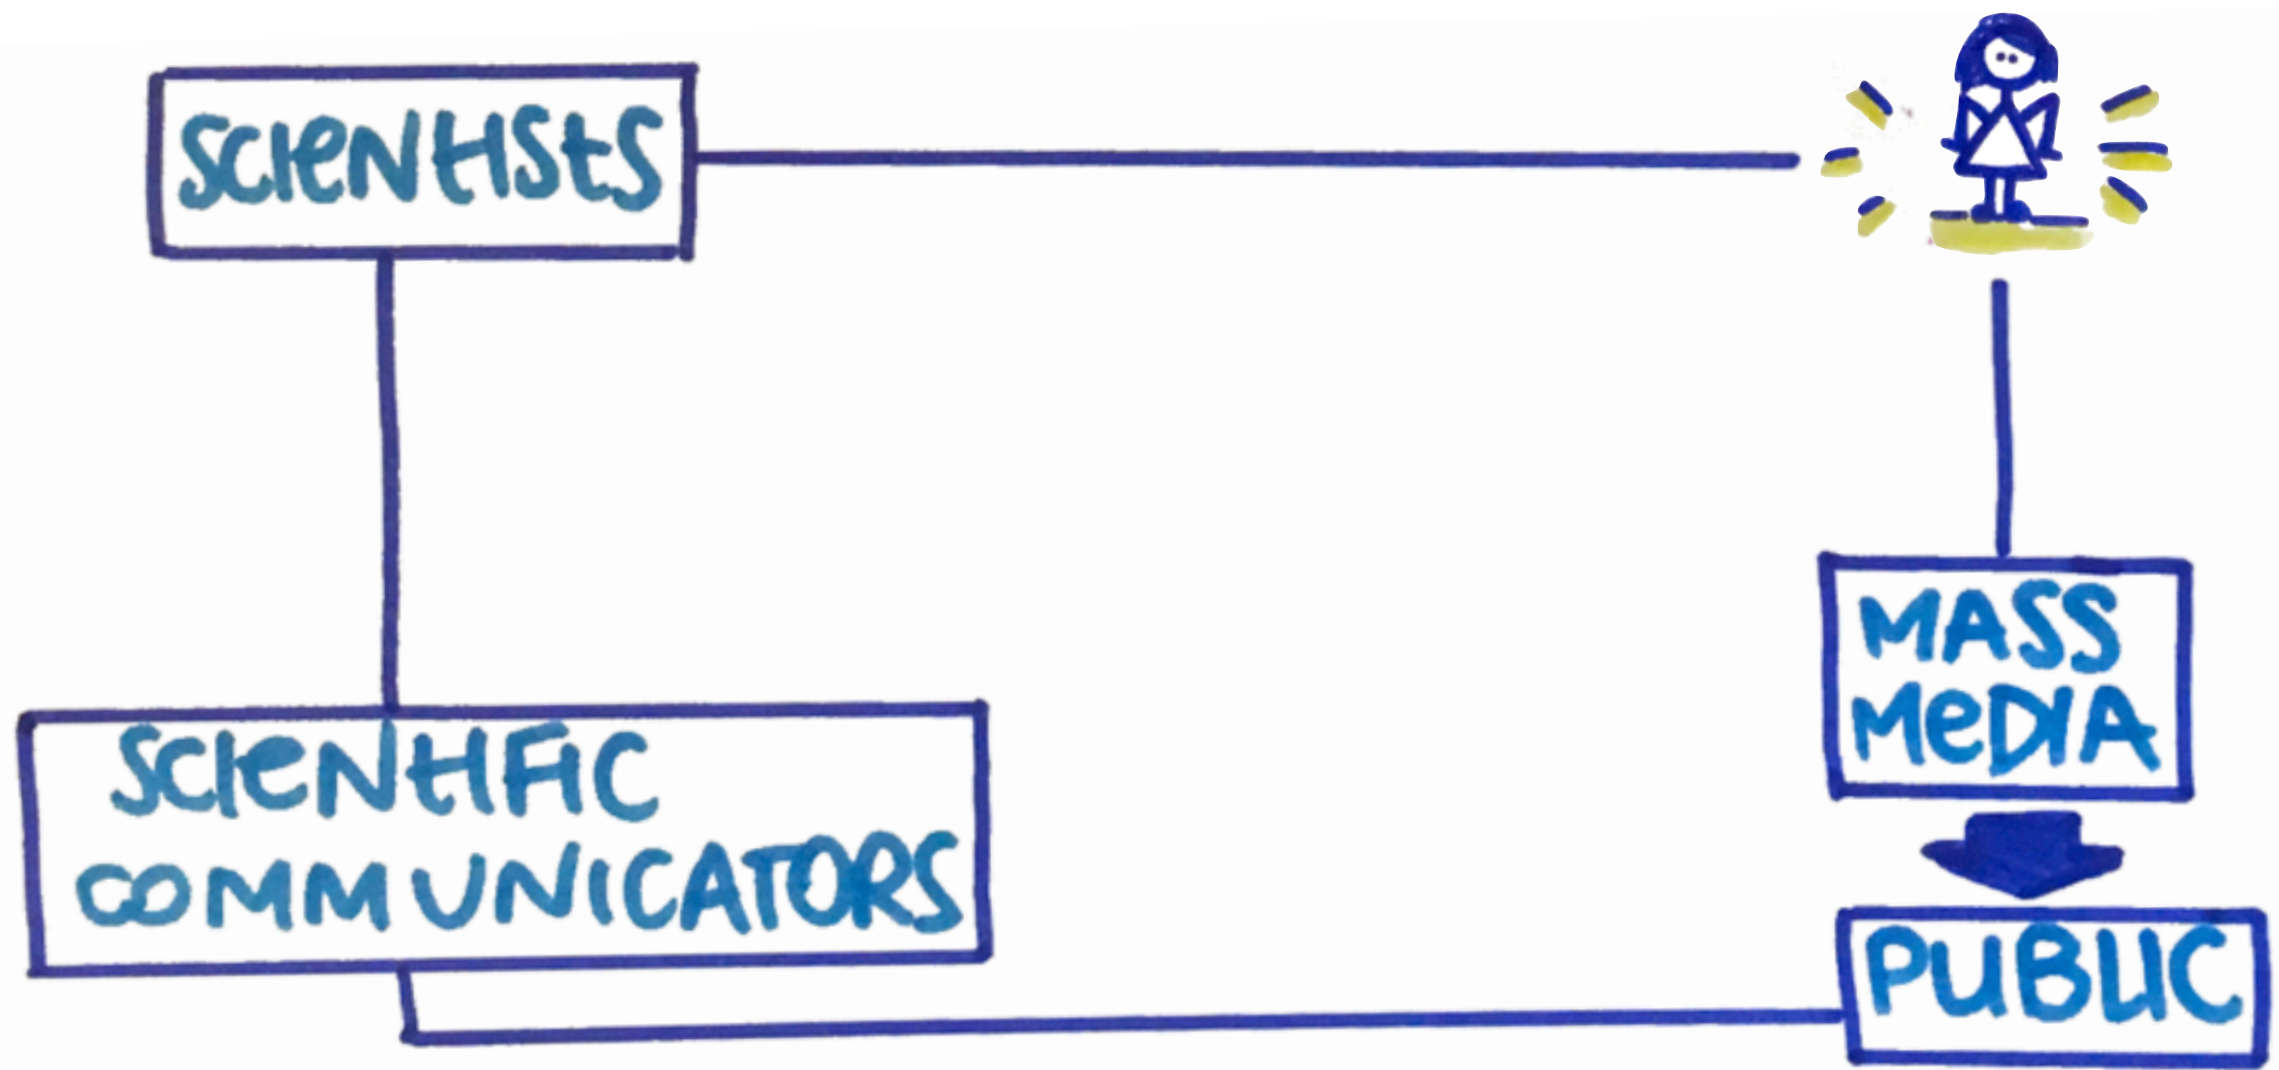 SCIENTISTS
SCIENTIFIC
COMMUNICATORS
MASS
MEDIA
PUBLIC